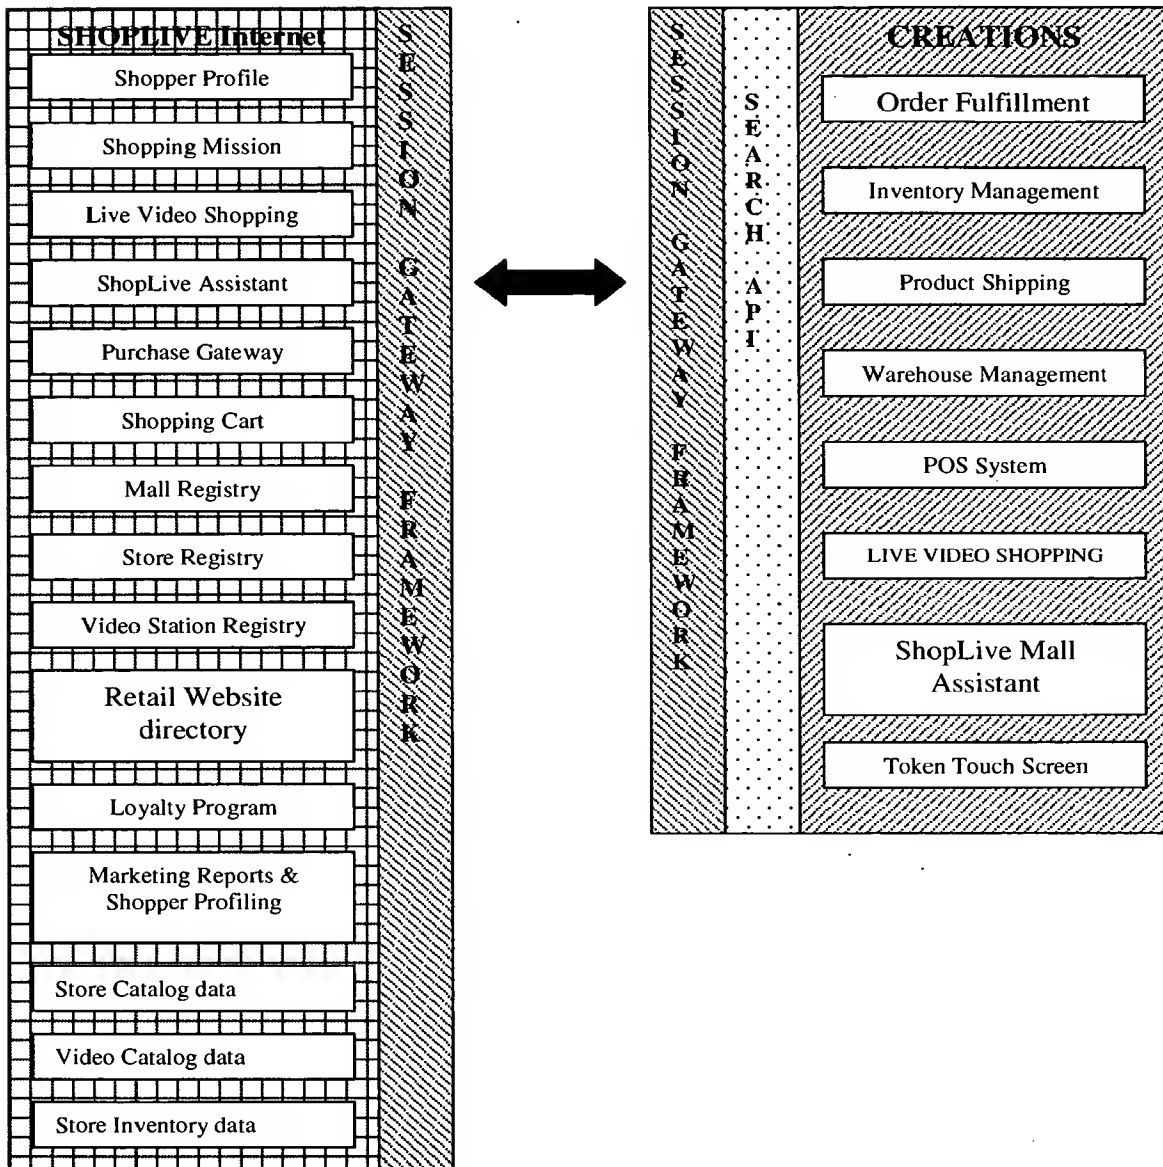 SHOPLIVE Internet
Shopper Profile
Shopping Mission
Live Video Shopping
ShopLive Assistant
Purchase Gateway
Shopping Cart
Mall Registry
Store Registry
Video Station Registry
Retail Website
directory
Loyalty Program
Marketing Reports &
Shopper Profiling
Store Catalog data
Video Catalog data
Store Inventory data
SESSION GATEWAY FRAMEWORK
SESSION GATEWAY FRAMEWORK
SEARCH API
CREATIONS
Order Fulfillment
Inventory Management
Product Shipping
Warehouse Management
POS System
LIVE VIDEO SHOPPING
ShopLive Mall
Assistant
Token Touch Screen